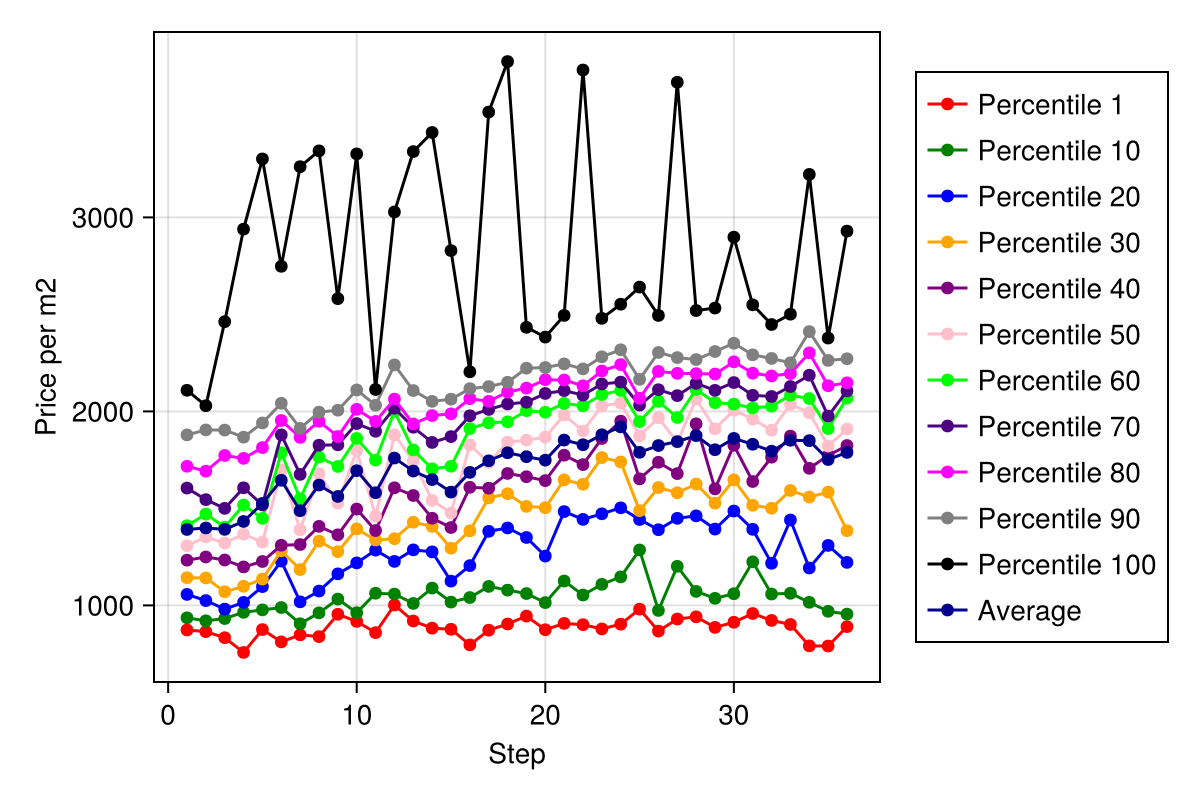 3000
2000
1000
Price per m2
0 10 20 30
Step
Percentile 1
Percentile 10
Percentile 20
Percentile 30
Percentile 40
Percentile 50
Percentile 60
Percentile 70
Percentile 80
Percentile 90
Percentile 100
Average